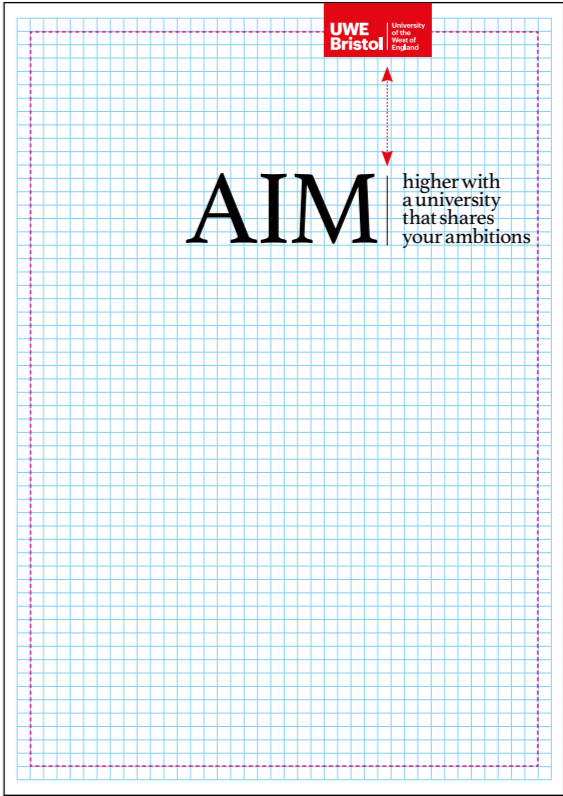 UWE
Bristol
University
of the
West of
England
AIM
higher with
a university
that shares
your ambitions